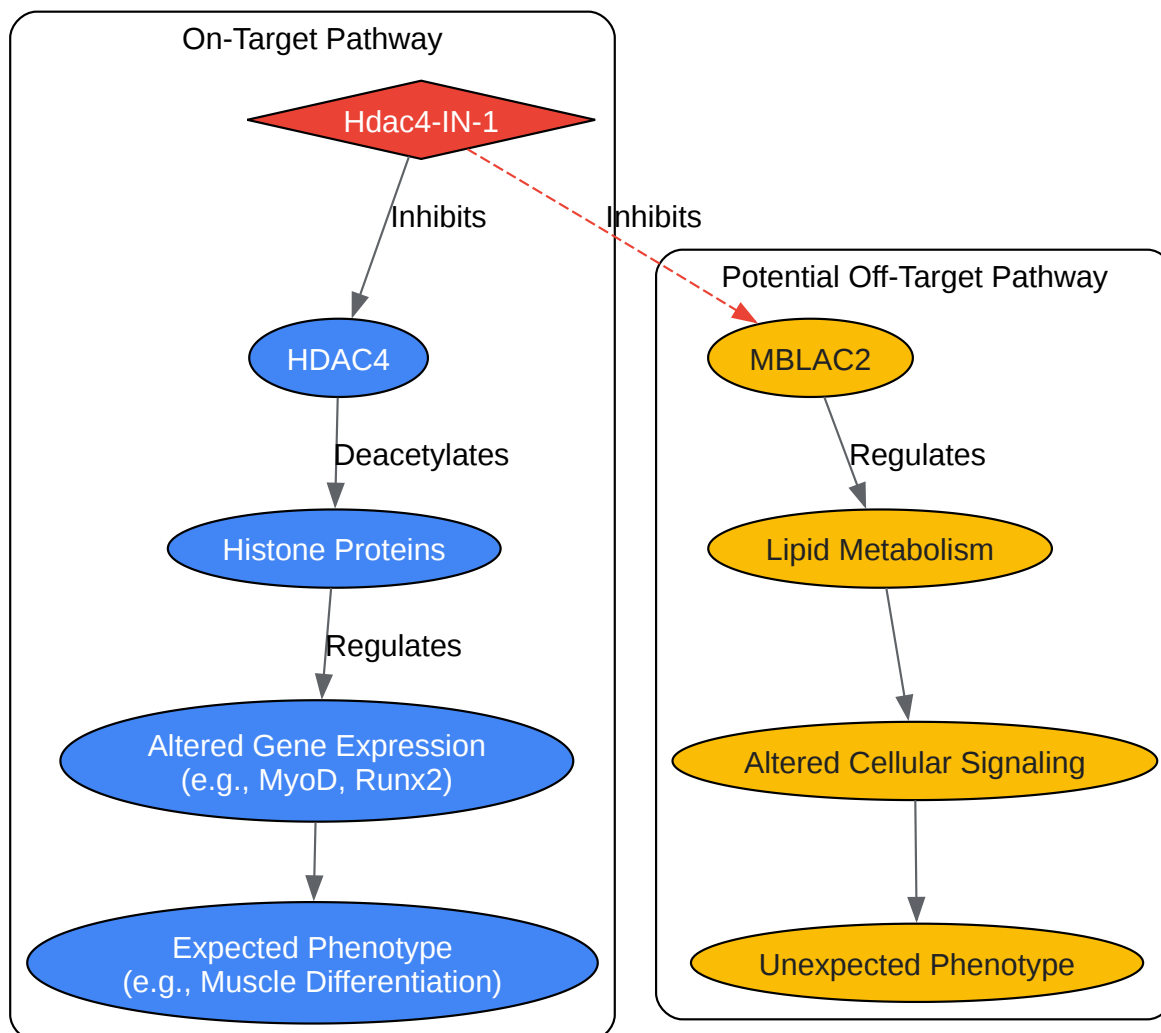 On-Target Pathway
Hdac4-IN-1
Inhibits
Inhibits
Potential Off-Target Pathway
HDAC4
MBLAC2
Deacetylates
Regulates
Histone Proteins
Lipid Metabolism
Regulates
Altered Gene Expression
(e.g., MyoD, Runx2)
Altered Cellular Signaling
Expected Phenotype
(e.g., Muscle Differentiation)
Unexpected Phenotype